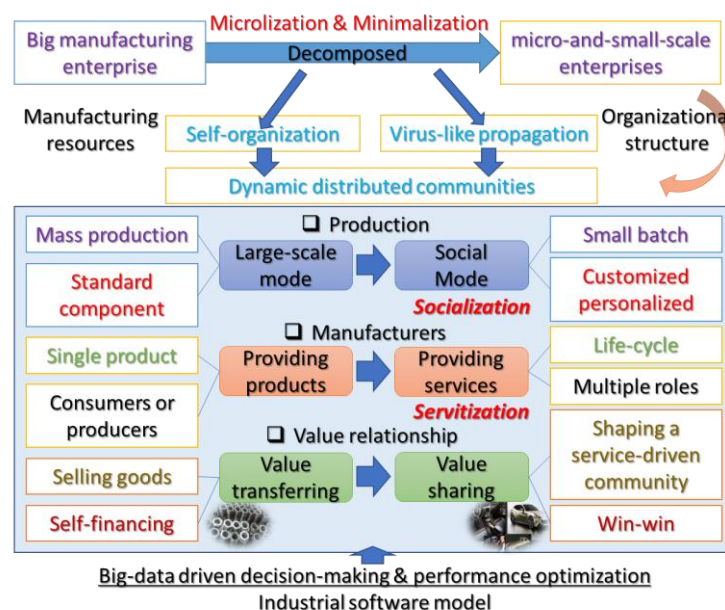 Microlization & Minimalization
Big manufacturing
enterprise
Decomposed
micro-and-small-scale
enterprises
Manufacturing
resources
Self-organization
Virus-like propagation
Organizationa
structure
Dynamic distributed communities
❑ Production
Mass production
Standard
component
Large-scale
mode
Social
Mode
Socialization
Small batch
Customized
personalized
❑ Manufacturers
Single product
Consumers or
producers
Providing
products
Providing
services
Servitization
Life-cycle
Multiple roles
❑ Value relationship
Selling goods
Self-financing
Value
transferring
Value
sharing
Shaping a
service-driven
community
Win-win
Big-data driven decision-making & performance optimization
Industrial software model